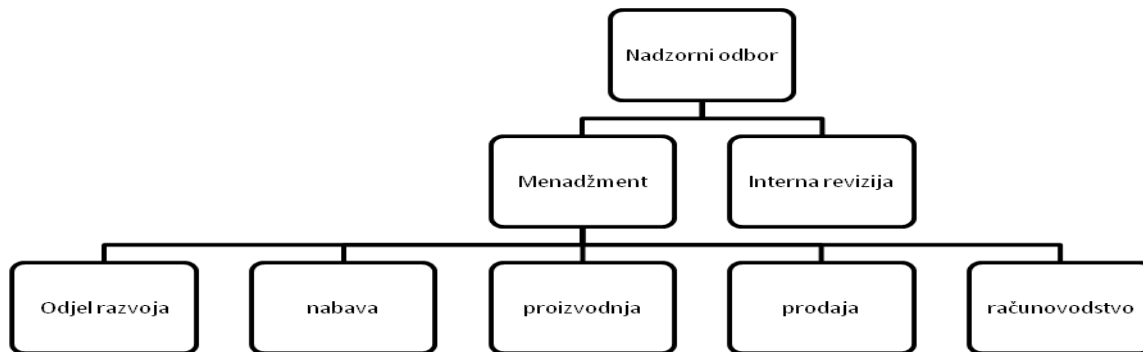 Nadzorni odbor
Menadžment
Interna revizija
Odjel razvoja
nabava
proizvodnja
prodaja
računovodstvo